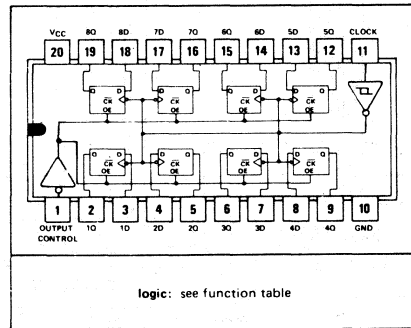 VCC 8Q 8D 7D 7Q 6Q 6D 5D 5Q CLOCK
20 19 18 17 16 15 14 13 12 11
Q D D Q Q D D Q
CK CK CK CK
OE OE OE OE
Q D D Q Q D D Q
CK CK CK CK
OE OE OE OE
1 2 3 4 5 6 7 8 9 10
OUTPUT CONTROL 1Q 1D 2D 2Q 3Q 3D 4D 4Q GND
logic: see function table